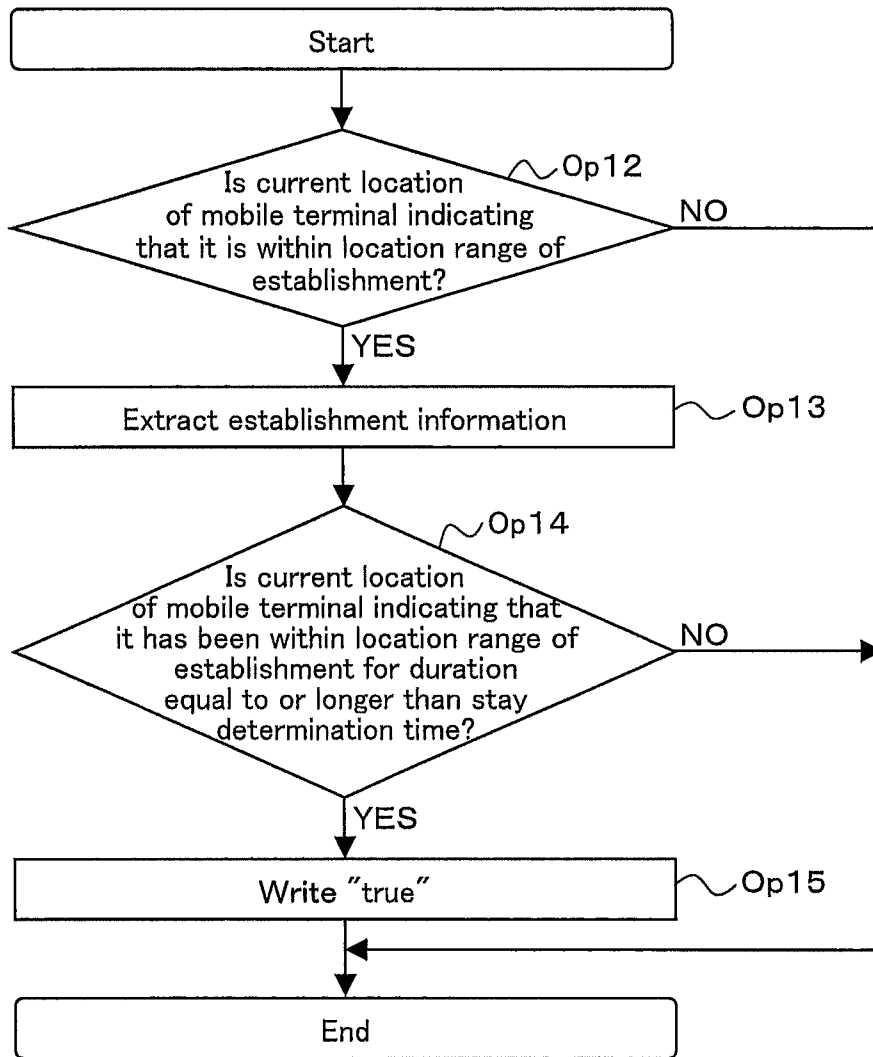 Start
Op12
Is current location
of mobile terminal indicating
that it is within location range of
establishment?
NO
YES
Extract establishment information
Op13
Op14
Is current location
of mobile terminal indicating that
it has been within location range of
establishment for duration
equal to or longer than stay
determination time?
NO
YES
Write "true"
Op15
End